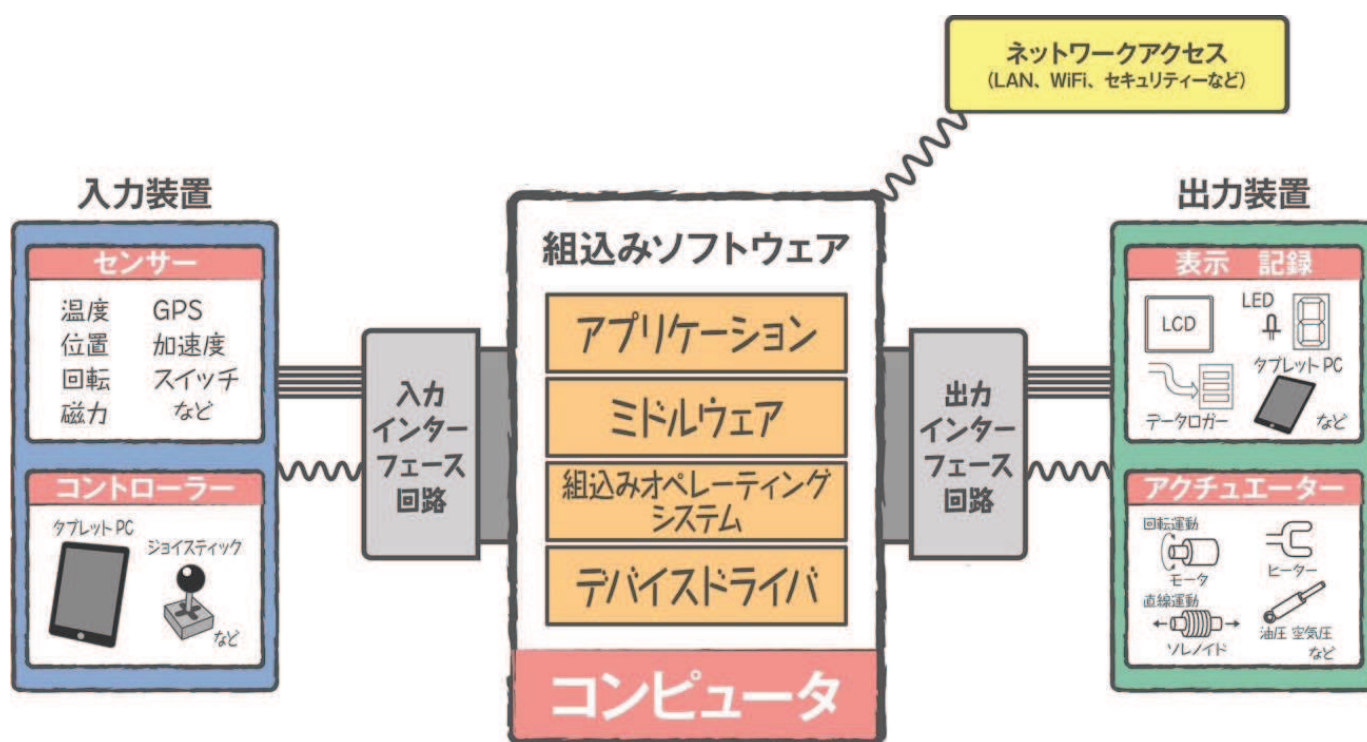 ネットワークアクセス
(LAN、WiFi、セキュリティーなど)
入力装置
センサー
温度 GPS
位置 加速度
回転 スイッチ
磁力 など
コントローラー
タブレットPC
ジョイスティック
など
入力
インター
フェース
回路
組込みソフトウェア
アプリケーション
ミドルウェア
組込みオペレーティング
システム
デバイスドライバ
コンピュータ
出力
インター
フェース
回路
出力装置
表示 記録
LCD
LED
タブレットPC
データロガー
など
アクチュエーター
回転運動
モータ
ヒーター
直線運動
ソレノイド
油圧 空気圧
など